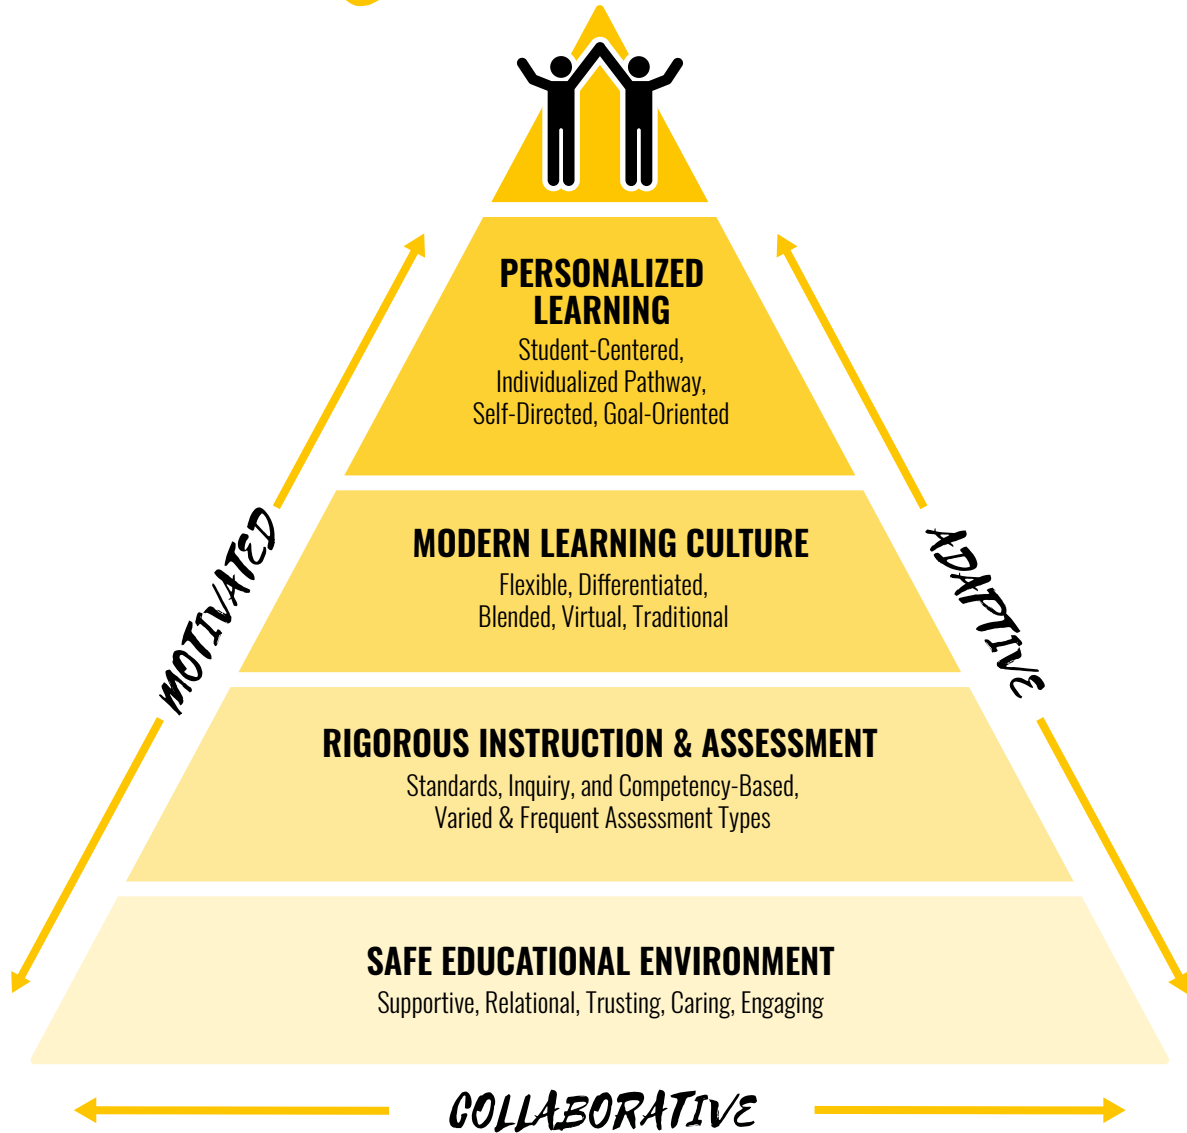 PERSONALIZED
LEARNING
Student-Centered,
Individualized Pathway,
Self-Directed, Goal-Oriented
MODERN LEARNING CULTURE
Flexible, Differentiated,
Blended, Virtual, Traditional
MOTIVATED
ADAPTIVE
RIGOROUS INSTRUCTION & ASSESSMENT
Standards, Inquiry, and Competency-Based,
Varied & Frequent Assessment Types
SAFE EDUCATIONAL ENVIRONMENT
Supportive, Relational, Trusting, Caring, Engaging
COLLABORATIVE